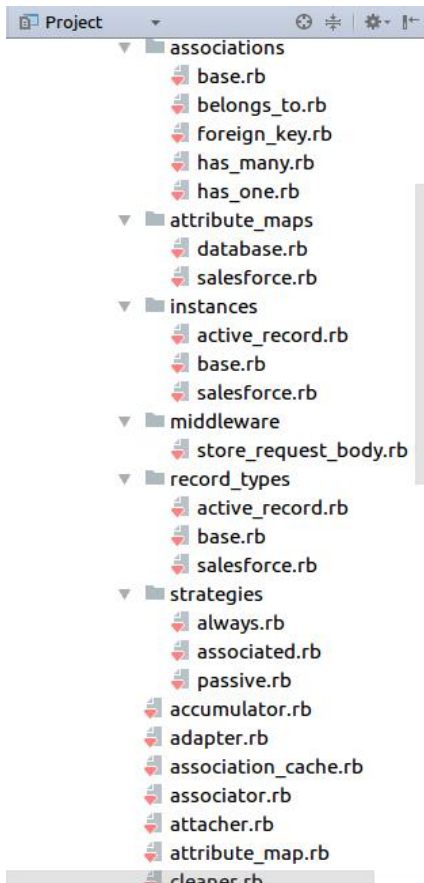 Project
associations
base.rb
belongs_to.rb
foreign_key.rb
has_many.rb
has_one.rb
attribute_maps
database.rb
salesforce.rb
instances
active_record.rb
base.rb
salesforce.rb
middleware
store_request_body.rb
record_types
active_record.rb
base.rb
salesforce.rb
strategies
always.rb
associated.rb
passive.rb
accumulator.rb
adapter.rb
association_cache.rb
associator.rb
attacher.rb
attribute_map.rb
cleaner.rb